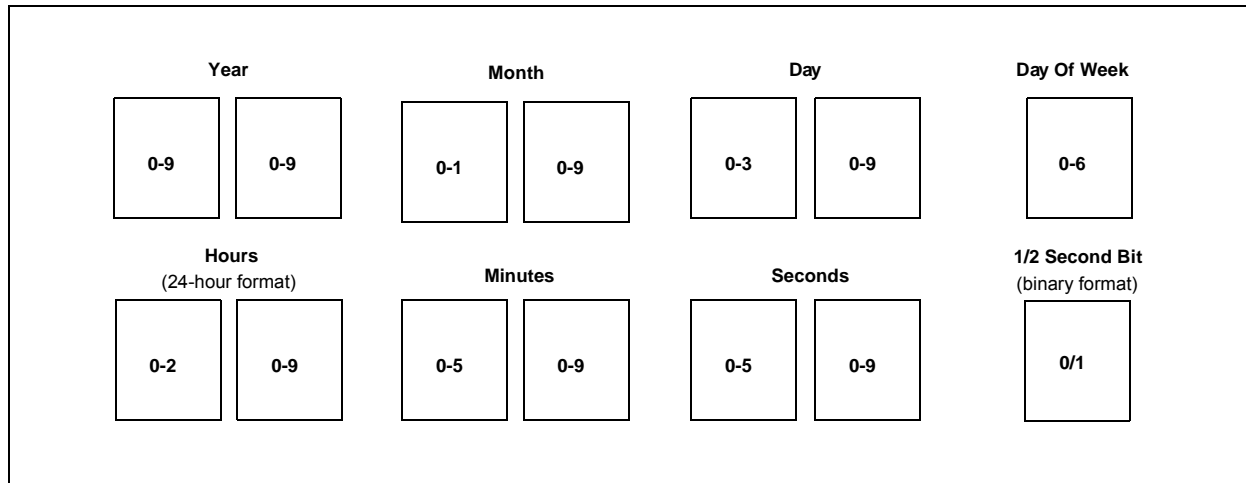 Year
Month
Day
Day Of Week
0-9 0-9
0-1 0-9
0-3 0-9
0-6
Hours
(24-hour format)
Minutes
Seconds
1/2 Second Bit
(binary format)
0-2 0-9
0-5 0-9
0-5 0-9
0/1